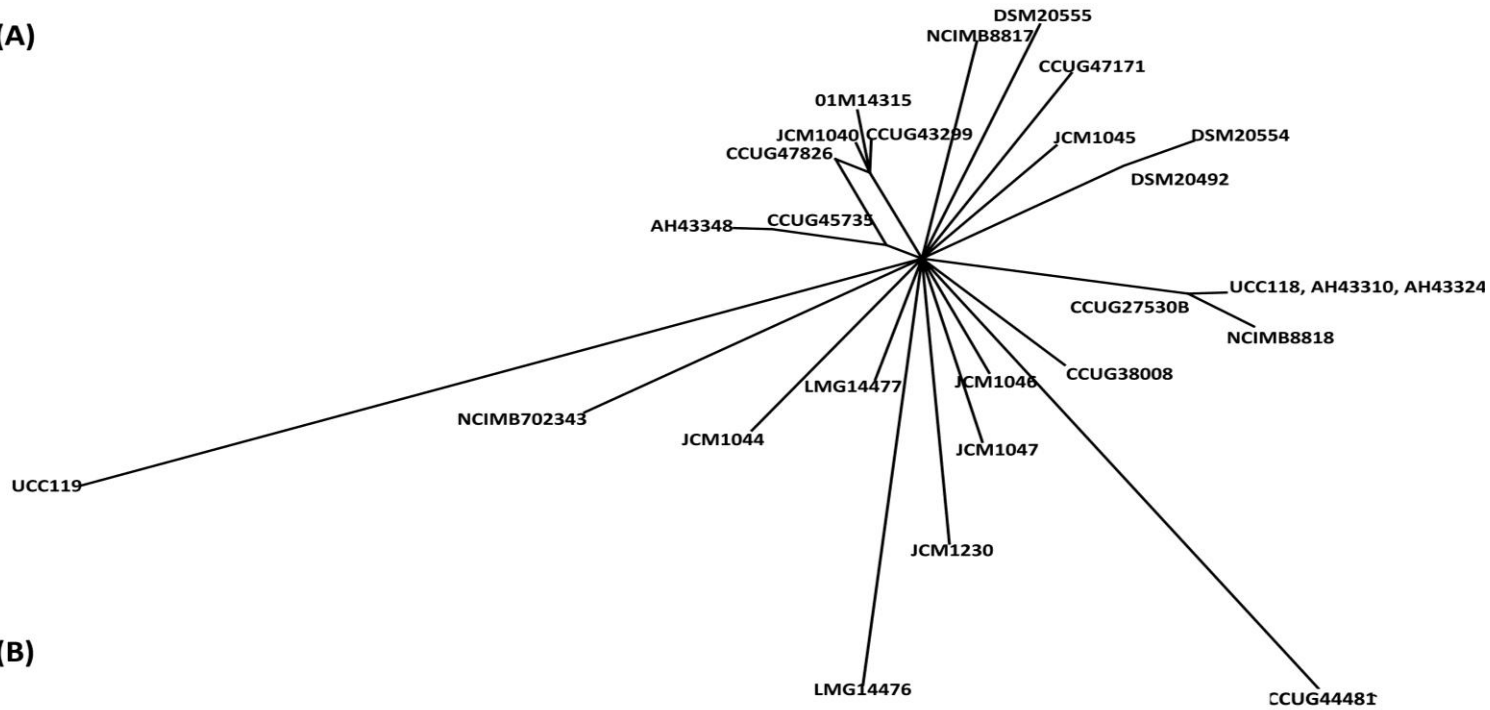 (A)
DSM20555
NCIMB8817
CCUG47171
01M14315
JCM1040
CCUG43299
JCM1045
DSM20554
CCUG47826
DSM20492
AH43348
CCUG45735
UCC118, AH43310, AH43324
CCUG27530B
NCIMB8818
CCUG38008
JCM1046
LMG14477
NCIMB702343
JCM1044
JCM1047
UCC119
JCM1230
(B)
LMG14476
CCUG44481